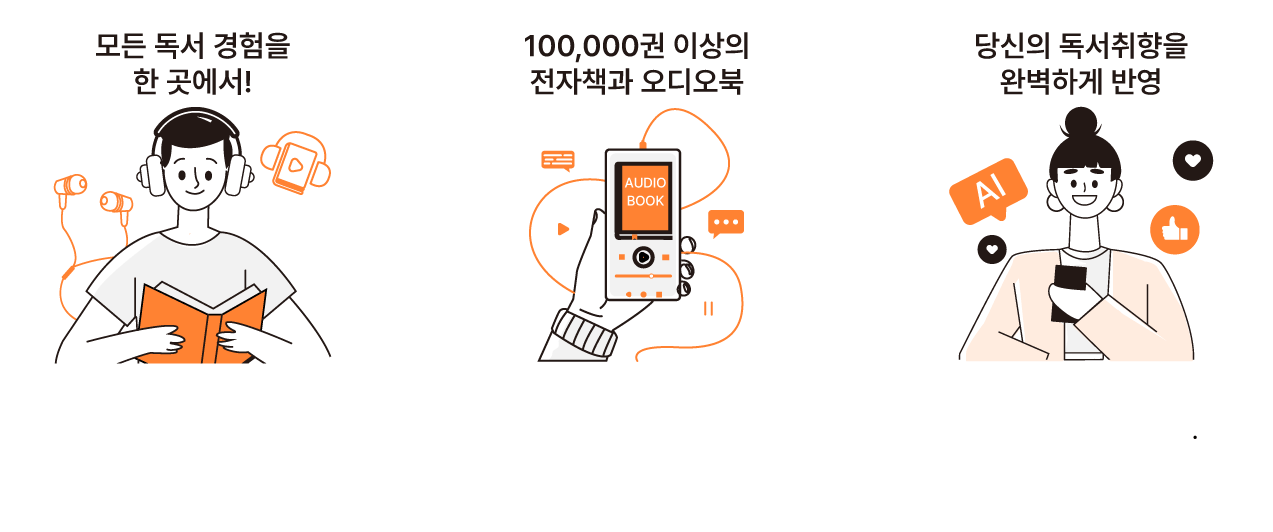 모든 독서 경험을
한 곳에서!
100,000권 이상의
전자책과 오디오북
AUDIO
BOOK
당신의 독서취향을
완벽하게 반영
AI
.